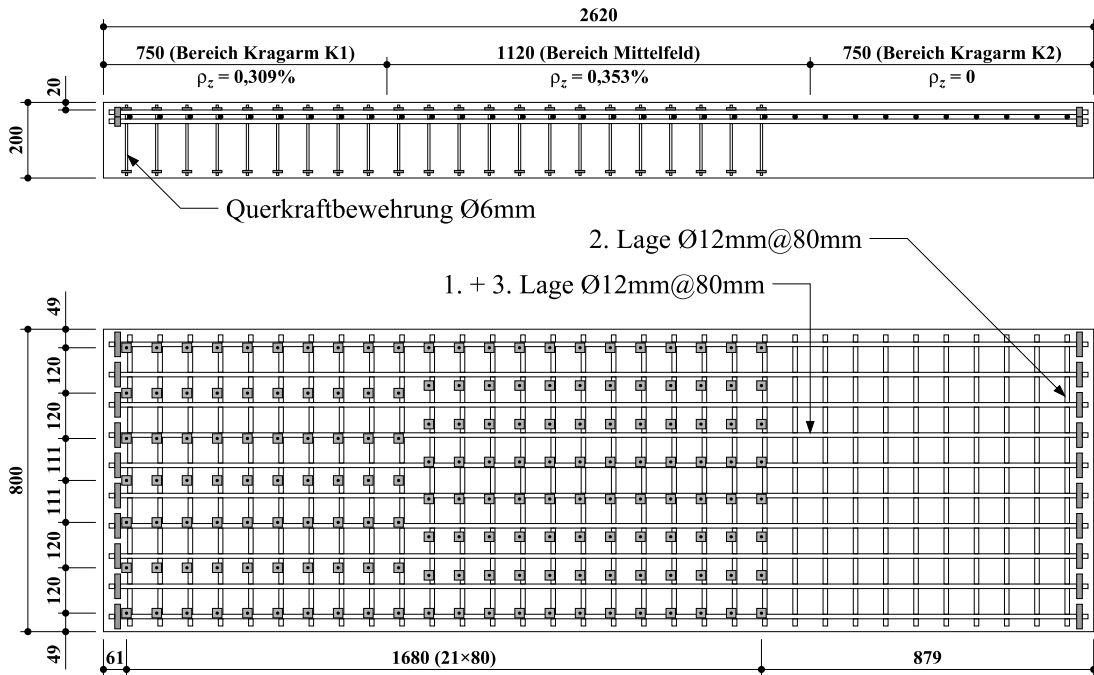 2620
750 (Bereich Kragarm K1)
1120 (Bereich Mittelfeld)
750 (Bereich Kragarm K2)
ρz = 0,309%
ρz = 0,353%
ρz = 0
20
200
Querkraftbewehrung Ø6mm
2. Lage Ø12mm@80mm
1. + 3. Lage Ø12mm@80mm
49
120
120
111
111
120
120
49
800
61
1680 (21×80)
879